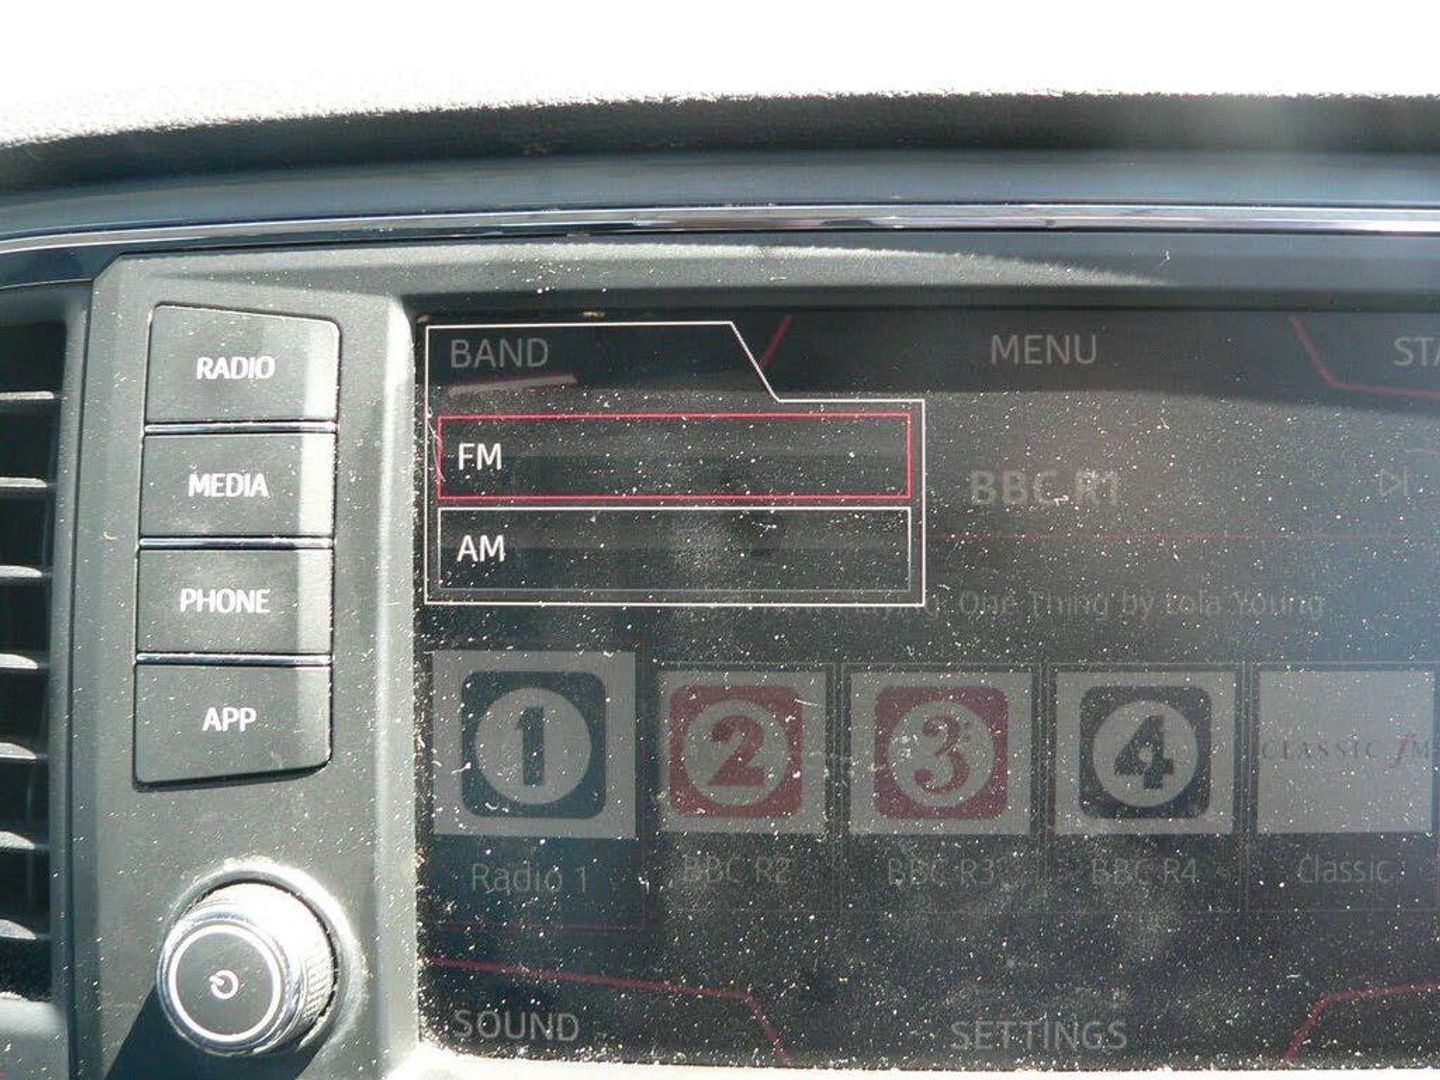 RADIO
MEDIA
PHONE
APP
BAND
MENU
STA
FM
AM
BBC R1
One Thing by Lola Young
1
2
3
4
CLASSIC fM
Radio 1
BBC R2
BBC R3
BBC R4
Classic
SOUND
SETTINGS